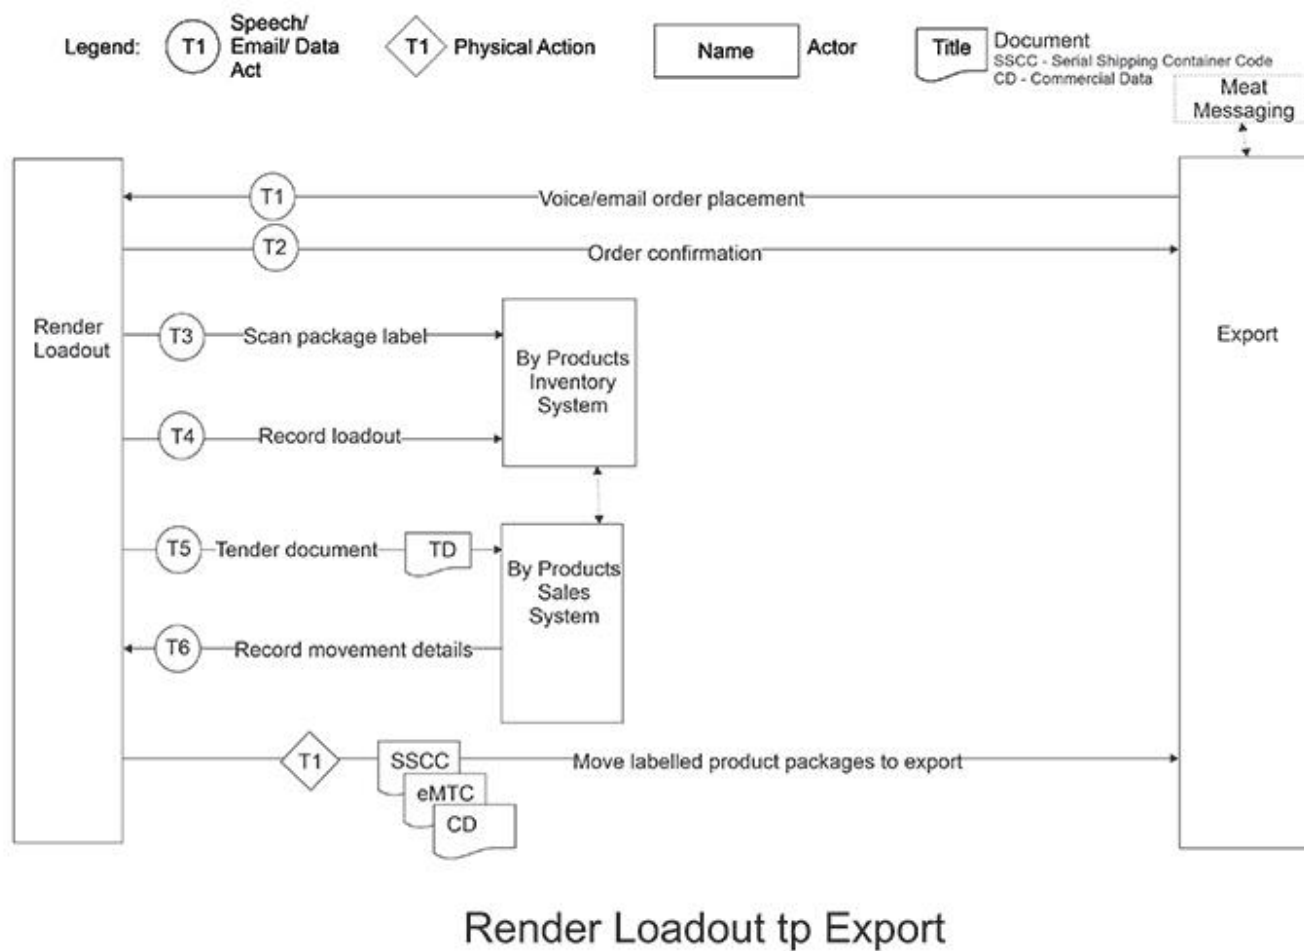 Legend:
T1
Speech/
Email/ Data
Act
T1
Physical Action
Name
Actor
Title
Document
SSCC - Serial Shipping Container Code
CD - Commercial Data
Meat
Messaging
T1
Voice/email order placement
T2
Order confirmation
Render
Loadout
Export
T3
Scan package label
By Products
Inventory
System
T4
Record loadout
T5
Tender document
TD
By Products
Sales
System
T6
Record movement details
T1
SSCC
eMTC
CD
Move labelled product packages to export
Render Loadout tp Export